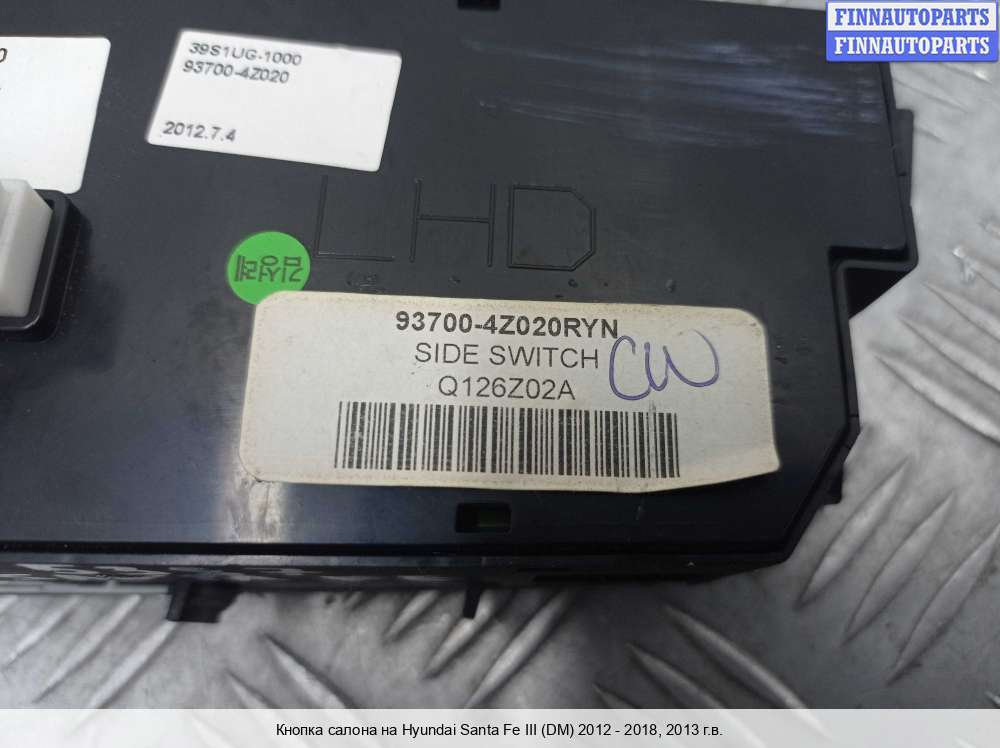 FINNAUTOPARTS
FINNAUTOPARTS
0
39S1UG-1000
93700-4Z020
2012.7.4
LHD
93700-4Z020RYN
SIDE SWITCH
CW
Q126Z02A
Кнопка салона на Hyundai Santa Fe III (DM) 2012 - 2018, 2013 г.в.